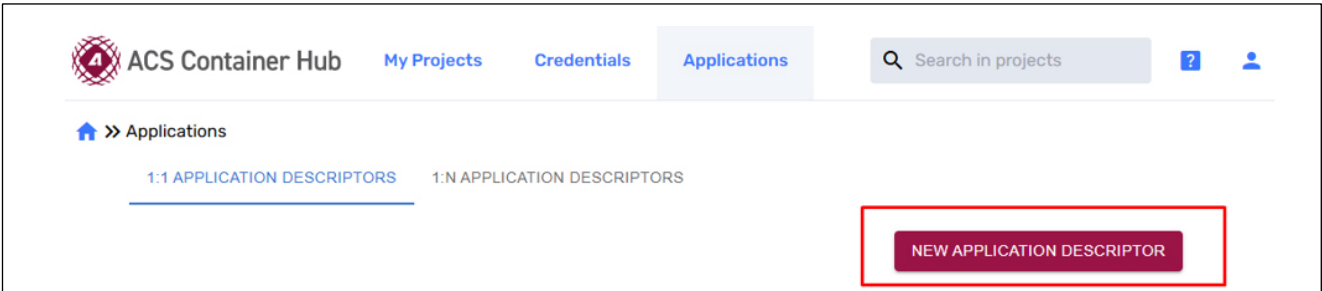 ACS Container Hub My Projects Credentials Applications Search in projects ?
>> Applications
1:1 APPLICATION DESCRIPTORS 1:N APPLICATION DESCRIPTORS
NEW APPLICATION DESCRIPTOR